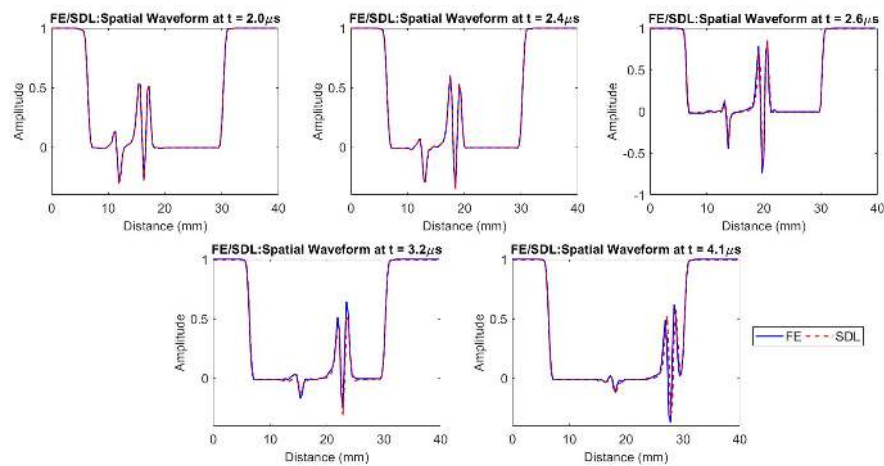 FE/SDL:Spatial Waveform at t = 2.0μs
1
0.5
0
Amplitude
0 10 20 30 40
Distance (mm)
FE/SDL:Spatial Waveform at t = 2.4μs
1
0.5
0
Amplitude
0 10 20 30 40
Distance (mm)
FE/SDL:Spatial Waveform at t = 2.6μs
1
0.5
0
-0.5
-1
Amplitude
0 10 20 30 40
Distance (mm)
FE/SDL:Spatial Waveform at t = 3.2μs
1
0.5
0
Amplitude
0 10 20 30 40
Distance (mm)
FE/SDL:Spatial Waveform at t = 4.1μs
1
0.5
0
Amplitude
0 10 20 30 40
Distance (mm)
FE SDL